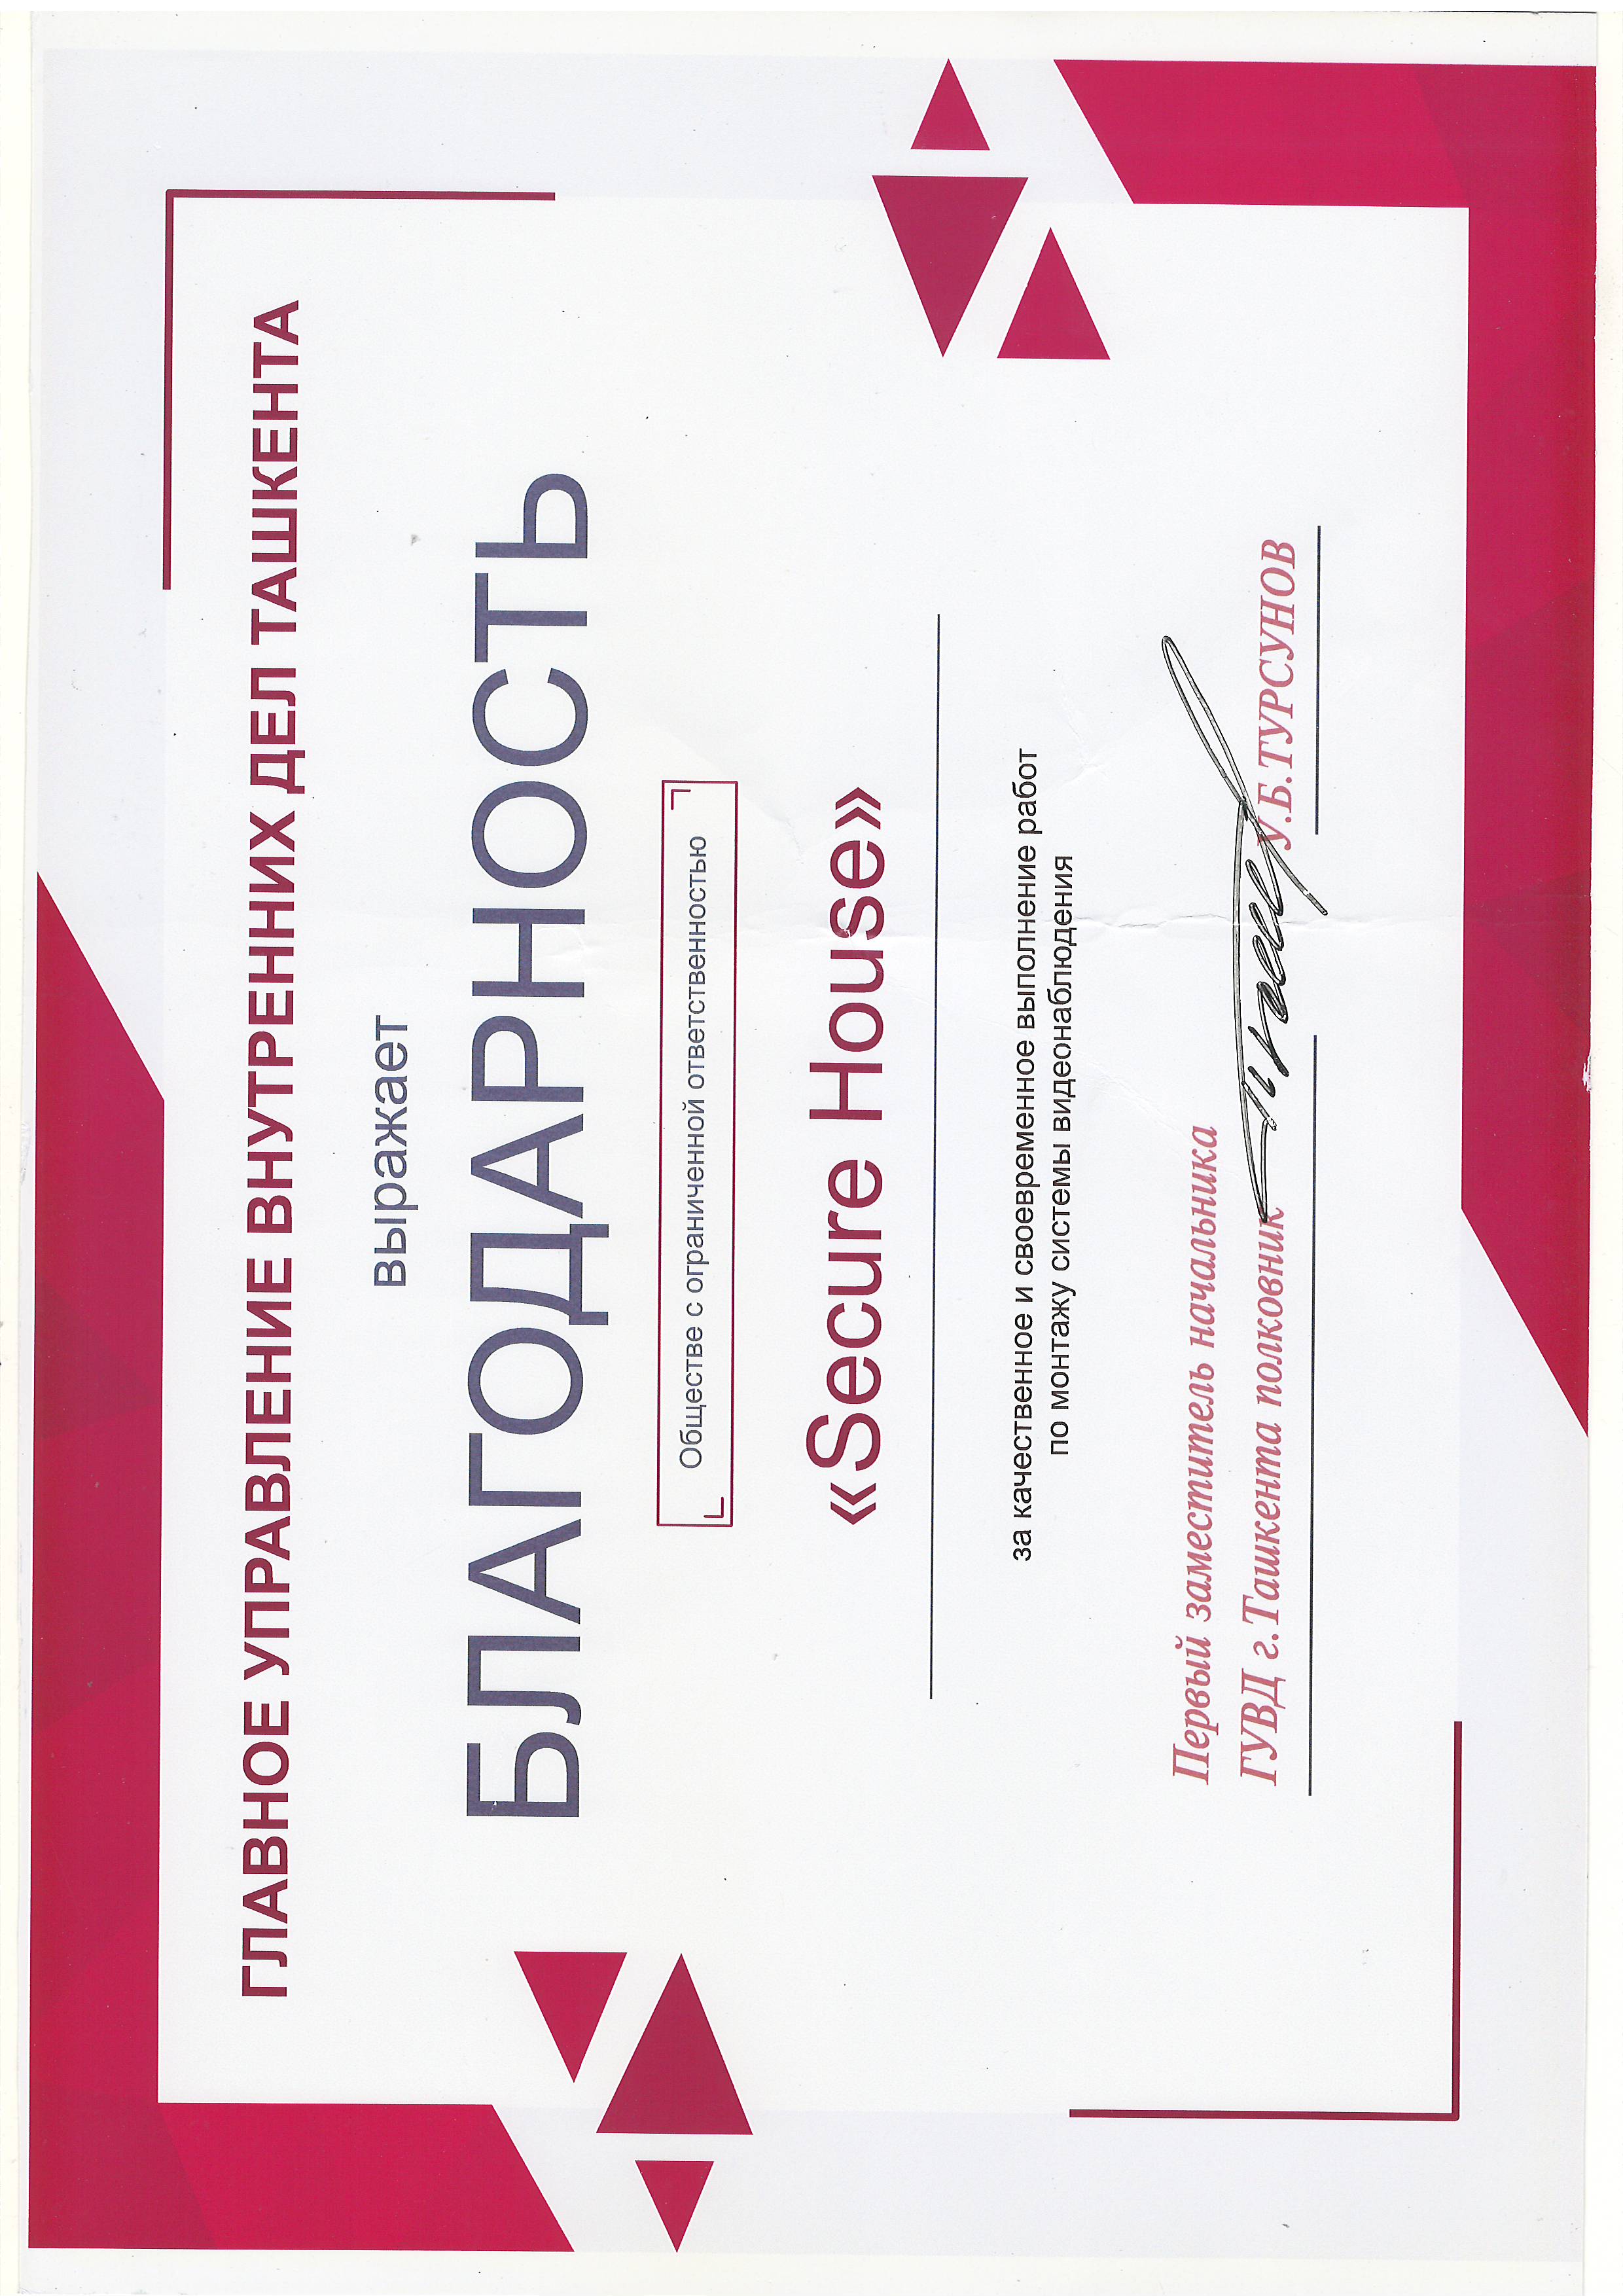 ГЛАВНОЕ УПРАВЛЕНИЕ ВНУТРЕННИХ ДЕЛ ТАШКЕНТА
выражает
БЛАГОДАРНОСТЬ
Обществе с ограниченной ответственностью
«Secure House»
за качественное и своевременное выполнение работ
по монтажу системы видеонаблюдения
Первый заместитель начальника
ГУВД г.Ташкента полковник У.Б.ТУРСУНОВ